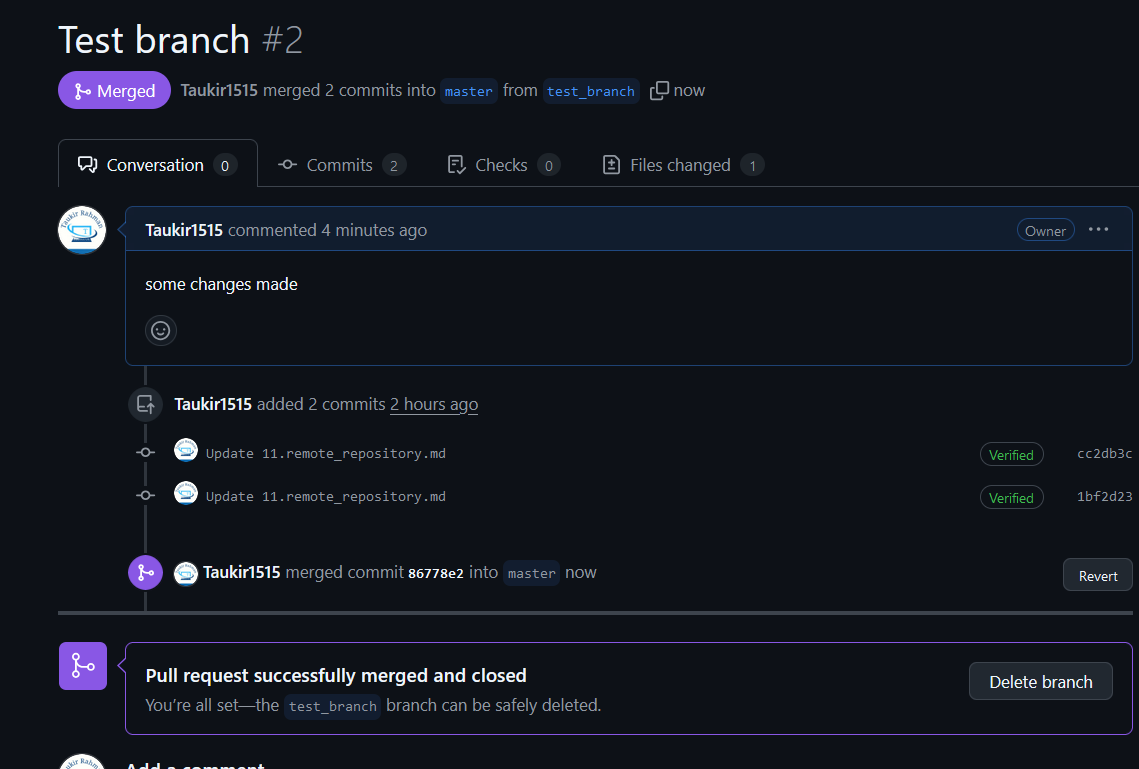 Test branch #2
Merged Taukir1515 merged 2 commits into master from test_branch now
Conversation 0 Commits 2 Checks 0 Files changed 1
Taukir Rahman
Taukir1515 commented 4 minutes ago Owner ...
some changes made
Taukir1515 added 2 commits 2 hours ago
Update 11.remote_repository.md Verified cc2db3c
Update 11.remote_repository.md Verified 1bf2d23
Taukir1515 merged commit 86778e2 into master now Revert
Pull request successfully merged and closed
You’re all set—the test_branch branch can be safely deleted. Delete branch
Add a comment